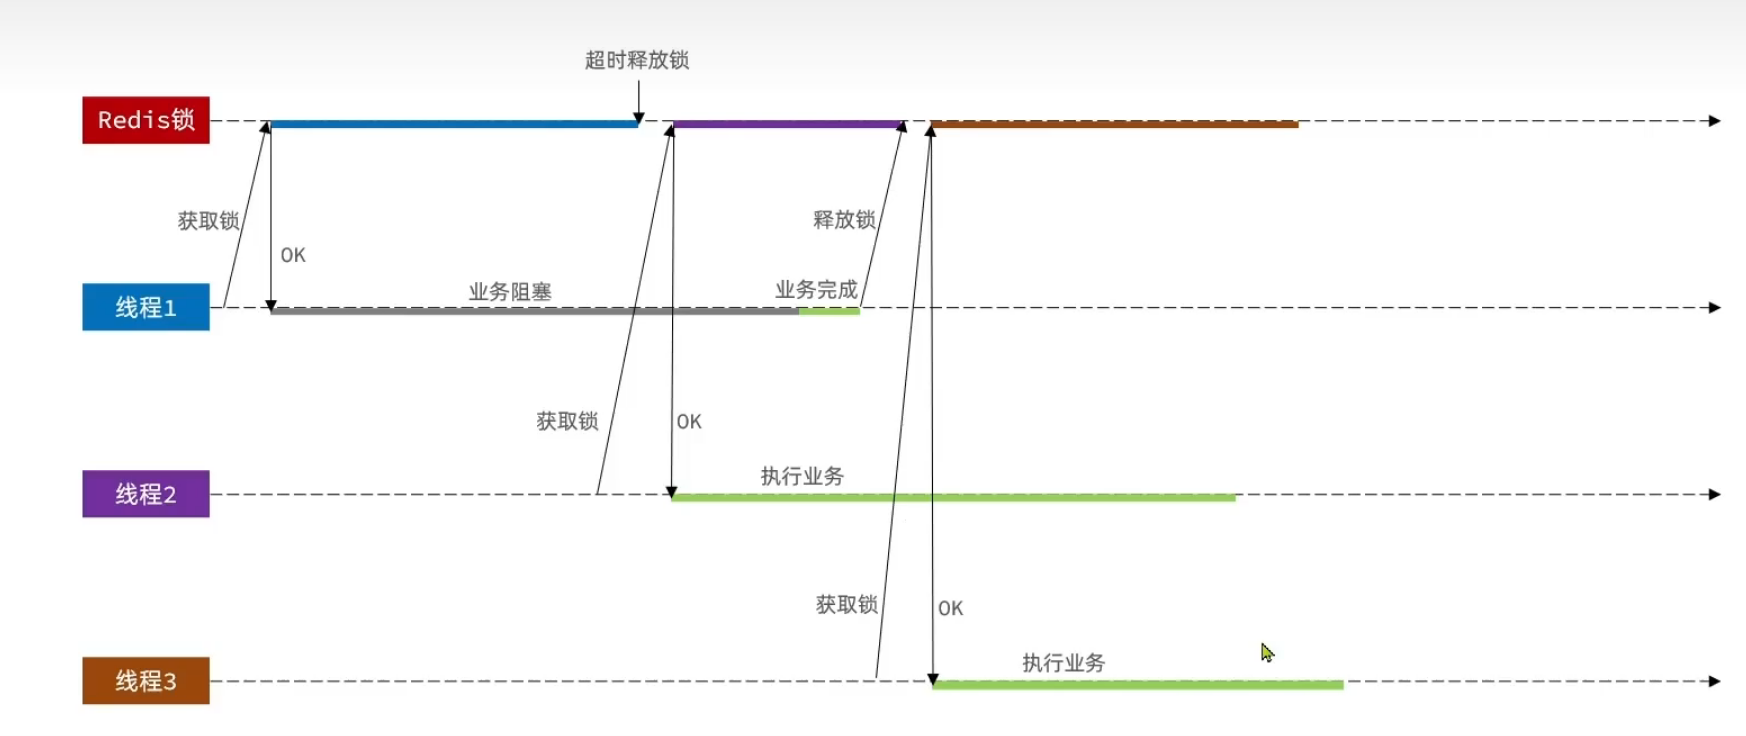 超时释放锁
Redis锁
获取锁
释放锁
OK
线程1
业务阻塞
业务完成
获取锁
OK
线程2
执行业务
获取锁
OK
线程3
执行业务